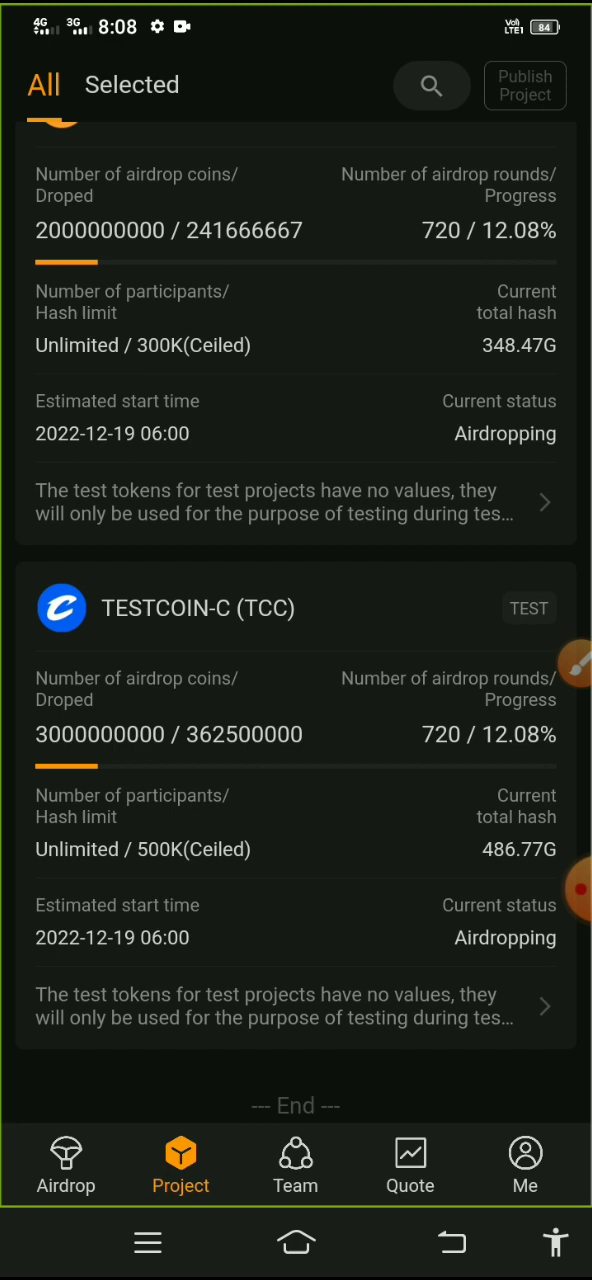 4G 3G 8:08 Vol) LTE1 84
All Selected Publish
Project
Number of airdrop coins/ Number of airdrop rounds/
Droped Progress
2000000000 / 241666667 720 / 12.08%
Number of participants/ Current
Hash limit total hash
Unlimited / 300K(Ceiled) 348.47G
Estimated start time Current status
2022-12-19 06:00 Airdropping
The test tokens for test projects have no values, they
will only be used for the purpose of testing during tes...
TESTCOIN-C (TCC) TEST
Number of airdrop coins/ Number of airdrop rounds/
Droped Progress
3000000000 / 362500000 720 / 12.08%
Number of participants/ Current
Hash limit total hash
Unlimited / 500K(Ceiled) 486.77G
Estimated start time Current status
2022-12-19 06:00 Airdropping
The test tokens for test projects have no values, they
will only be used for the purpose of testing during tes...
--- End ---
Airdrop Project Team Quote Me